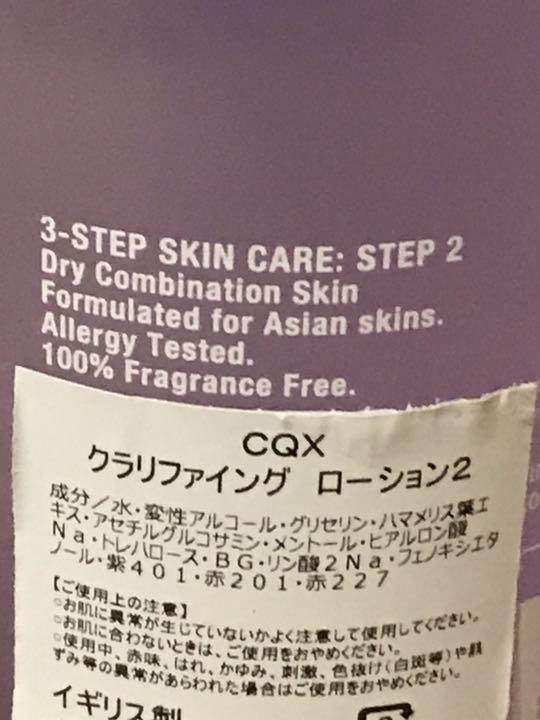 3-STEP SKIN CARE: STEP 2
Dry Combination Skin
Formulated for Asian skins.
Allergy Tested.
100% Fragrance Free.
CQX
クラリファイング ローション2
成分／水・変性アルコール・グリセリン・ハマメリス葉エ
キス・アセチルグルコサミン・メントール・ヒアルロン酸
Na・トレハロース・BG・リン酸2Na・フェノキシエタ
ノール・紫401・赤201・赤227
【ご使用上の注意】
○お肌に異常が生じていないかよく注意して使用してください。
○お肌に合わないときは、ご使用をおやめください。
○使用中、赤味、はれ、かゆみ、刺激、色抜け(白斑等)や黒
ずみ等の異常があらわれた場合はご使用をおやめください。
イギリス製